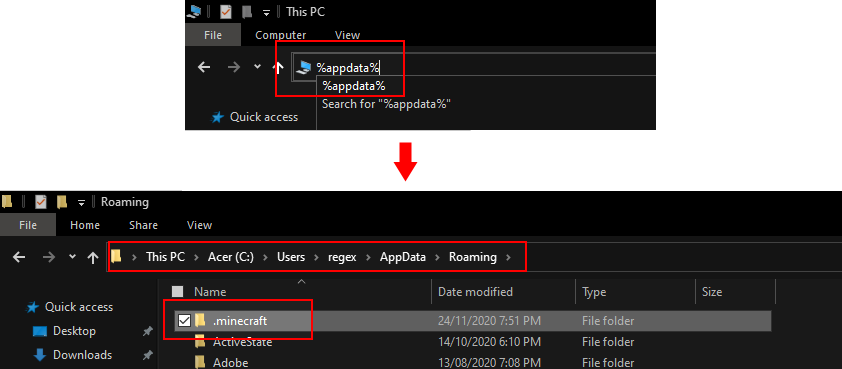 This PC
File Computer View
%appdata%
%appdata%
Search for "%appdata%"
Quick access
Roaming
File Home Share View
This PC > Acer (C:) > Users > regex > AppData > Roaming >
Name Date modified Type Size
Quick access
.minecraft 24/11/2020 7:51 PM File folder
Desktop
ActiveState 14/10/2020 6:10 PM File folder
Downloads
Adobe 13/08/2020 7:08 PM File folder